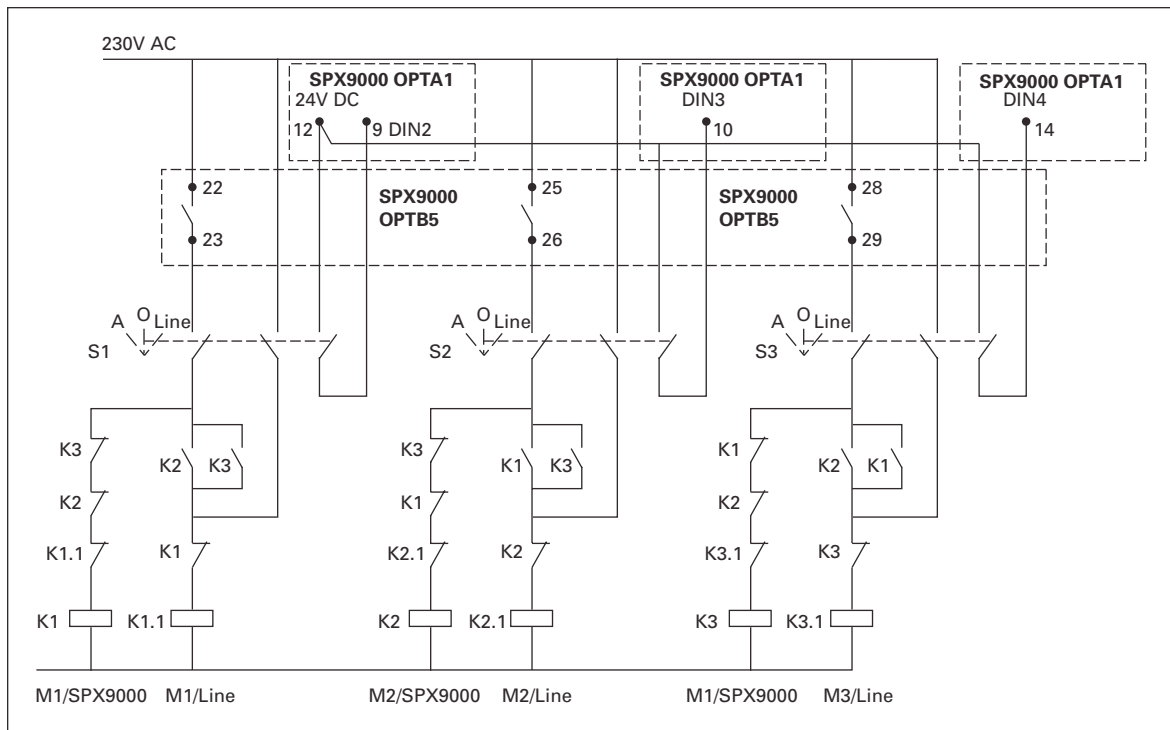 230V AC
SPX9000 OPTA1
24V DC
12
9 DIN2
SPX9000 OPTA1
DIN3
10
SPX9000 OPTA1
DIN4
14
22
23
SPX9000
OPTB5
25
26
SPX9000
OPTB5
28
29
A O Line
S1
A O Line
S2
A O Line
S3
K3 K2 K3
K2
K1.1 K1
K1 K1.1
K3 K1 K3
K1
K2.1 K2
K2 K2.1
K1 K2 K1
K2
K3.1 K3
K3 K3.1
M1/SPX9000 M1/Line
M2/SPX9000 M2/Line
M1/SPX9000 M3/Line